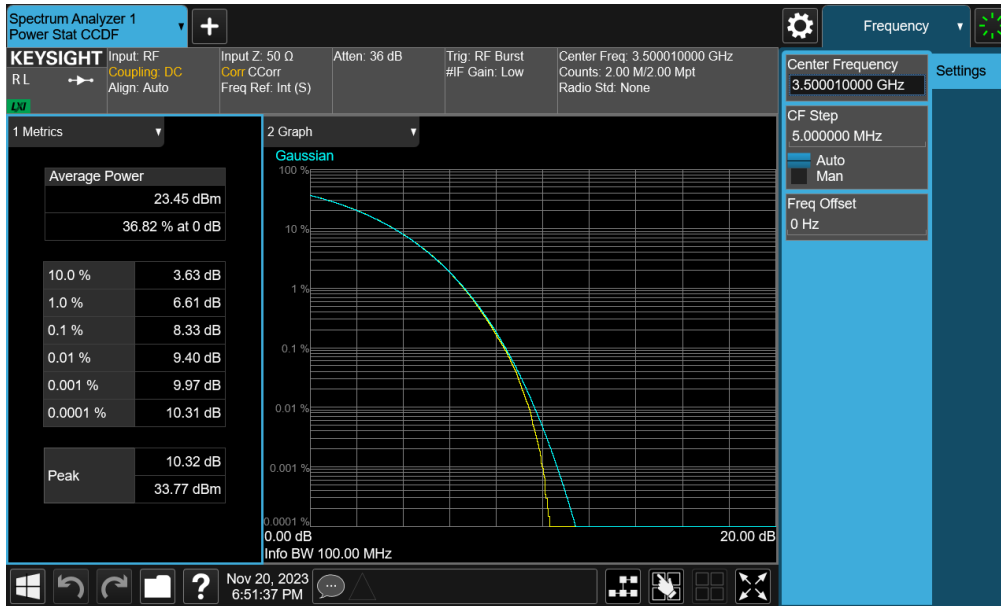 Spectrum Analyzer 1
Power Stat CCDF
Frequency
KEYSIGHT
R L
LXI
Input: RF
Coupling: DC
Align: Auto
Input Z: 50 Ω
Corr CCorr
Freq Ref: Int (S)
Atten: 36 dB
Trig: RF Burst
#IF Gain: Low
Center Freq: 3.500010000 GHz
Counts: 2.00 M/2.00 Mpt
Radio Std: None
Center Frequency
3.500010000 GHz
Settings
CF Step
5.000000 MHz
Auto
Man
Freq Offset
0 Hz
1 Metrics
Average Power
23.45 dBm
36.82 % at 0 dB
10.0 % 3.63 dB
1.0 % 6.61 dB
0.1 % 8.33 dB
0.01 % 9.40 dB
0.001 % 9.97 dB
0.0001 % 10.31 dB
Peak
10.32 dB
33.77 dBm
2 Graph
Gaussian
100 %
10 %
1 %
0.1 %
0.01 %
0.001 %
0.0001 %
0.00 dB 20.00 dB
Info BW 100.00 MHz
?
Nov 20, 2023
6:51:37 PM